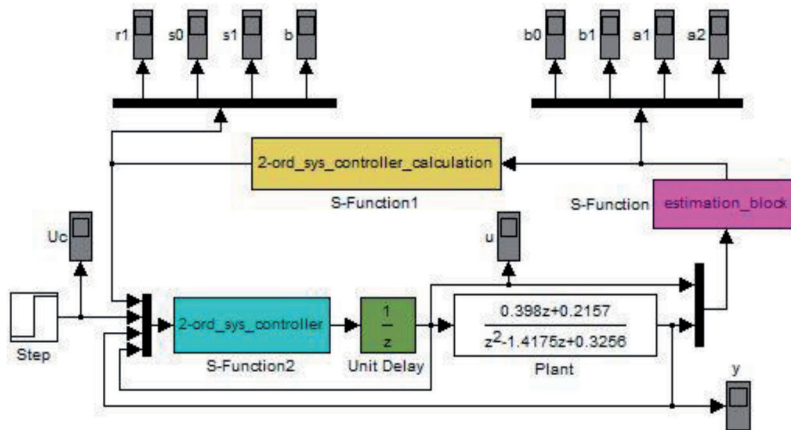 r1 s0 s1 b b0 b1 a1 a2
2-ord_sys_controller_calculation
S-Function1
S-Function
estimation_block
Uc
u
Step
2-ord_sys_controller
S-Function2
1
z
Unit Delay
0.398z+0.2157
z2-1.4175z+0.3256
Plant
y